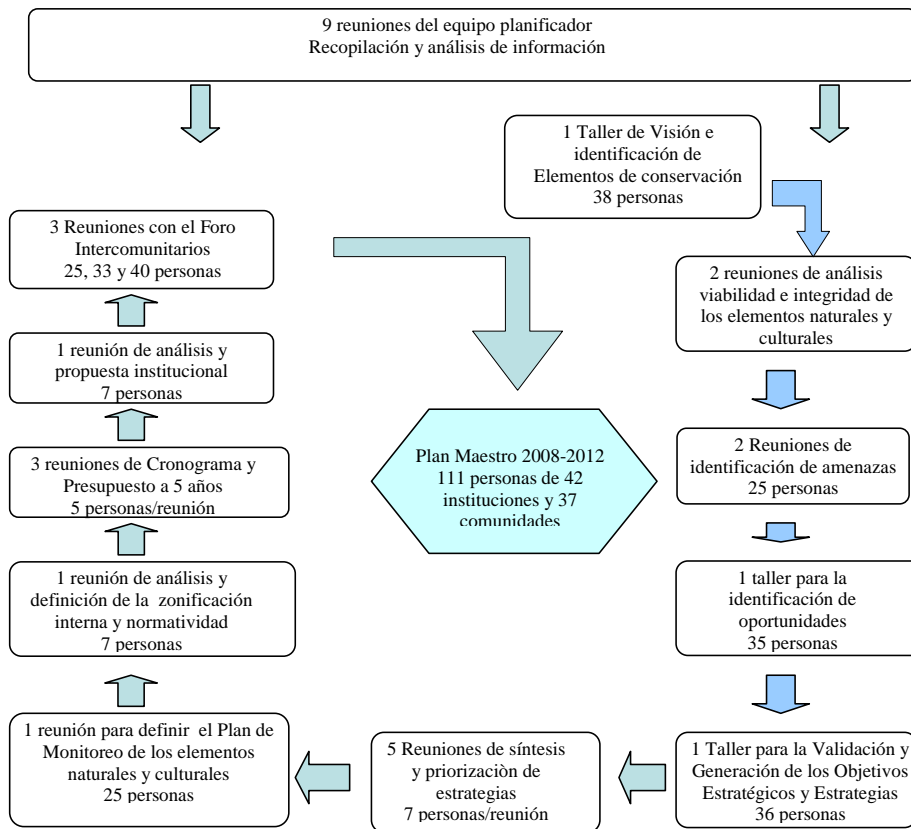 9 reuniones del equipo planificador
Recopilación y análisis de información
1 Taller de Visión e
identificación de
Elementos de conservación
38 personas
2 reuniones de análisis
viabilidad e integridad de
los elementos naturales y
culturales
2 Reuniones de
identificación de amenazas
25 personas
1 taller para la
identificación de
oportunidades
35 personas
1 Taller para la Validación y
Generación de los Objetivos
Estratégicos y Estrategias
36 personas
5 Reuniones de síntesis
y priorizaciòn de
estrategias
7 personas/reunión
1 reunión para definir el Plan de
Monitoreo de los elementos
naturales y culturales
25 personas
1 reunión de análisis y
definición de la zonificación
interna y normatividad
7 personas
3 reuniones de Cronograma y
Presupuesto a 5 años
5 personas/reunión
1 reunión de análisis y
propuesta institucional
7 personas
3 Reuniones con el Foro
Intercomunitarios
25, 33 y 40 personas
Plan Maestro 2008-2012
111 personas de 42
instituciones y 37
comunidades